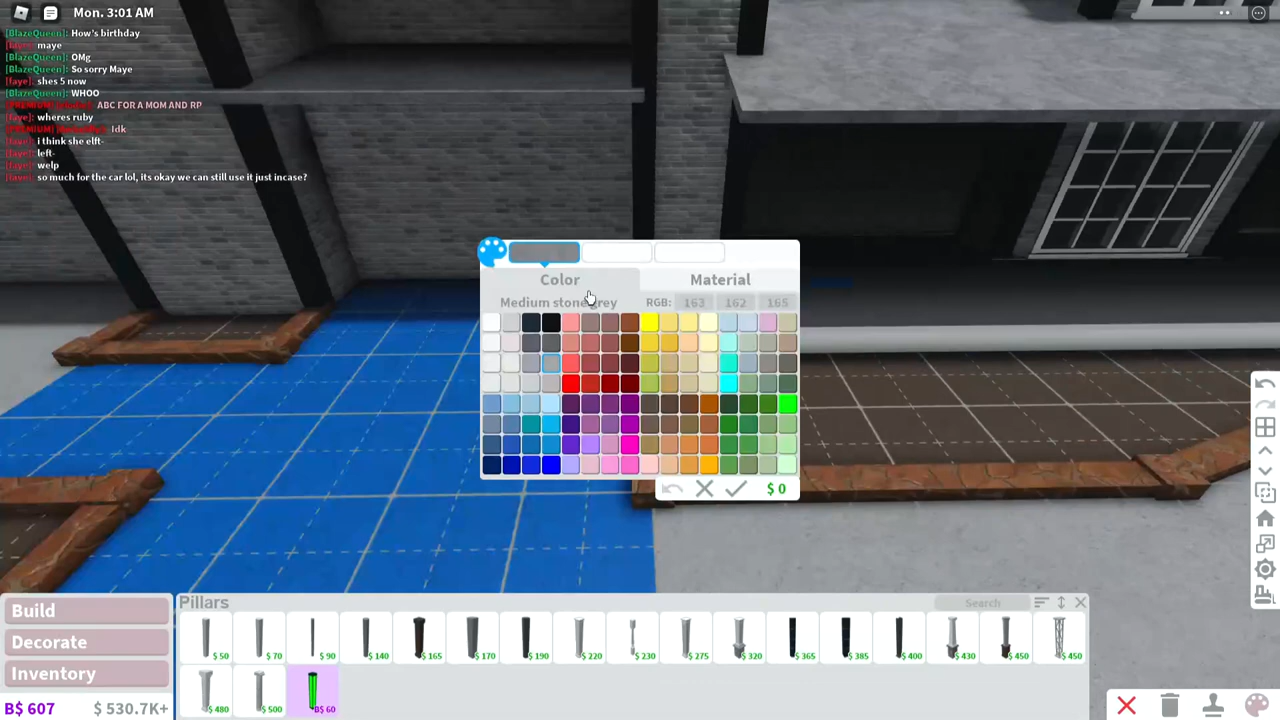 Mon. 3:01 AM
[BlazeQueen]: How's birthday
[faye]: maye
[BlazeQueen]: OMg
[BlazeQueen]: So sorry Maye
[faye]: shes 5 now
[BlazeQueen]: WHOO
ABC FOR A MOM AND RP
[faye]: wheres ruby
Idk
[faye]: i think she elft-
[faye]: left-
[faye]: welp
[faye]: so much for the car lol, its okay we can still use it just incase?
Color
Material
Medium stone grey
RGB: 163 162 165
$ 0
Build
Decorate
Inventory
B$ 607
$ 530.7K+
Pillars
Search
$ 50
$ 70
$ 90
$ 140
$ 165
$ 170
$ 190
$ 220
$ 230
$ 275
$ 320
$ 365
$ 385
$ 400
$ 430
$ 450
$ 450
$ 480
$ 500
B$ 60